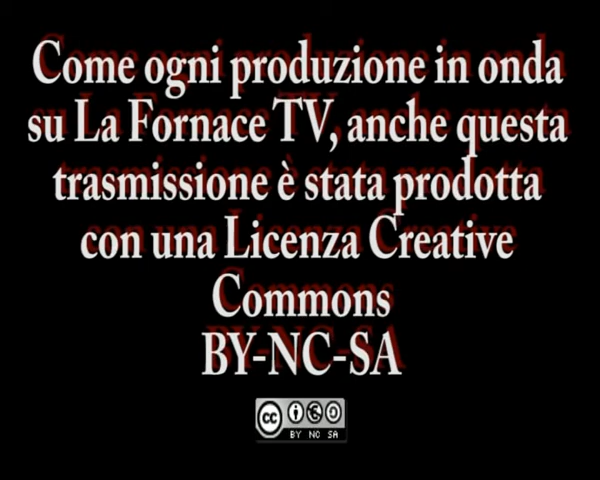 Come ogni produzione in onda
su La Fornace TV, anche questa
trasmissione è stata prodotta
con una Licenza Creative
Commons
BY-NC-SA
cc
BY NC SA